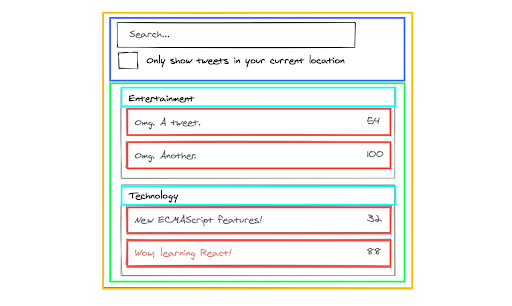 Search...
Only show tweets in your current location
Entertainment
Omg. A tweet. 54
Omg. Another. 100
Technology
New ECMAScript features! 32
Wow, learning React! 88